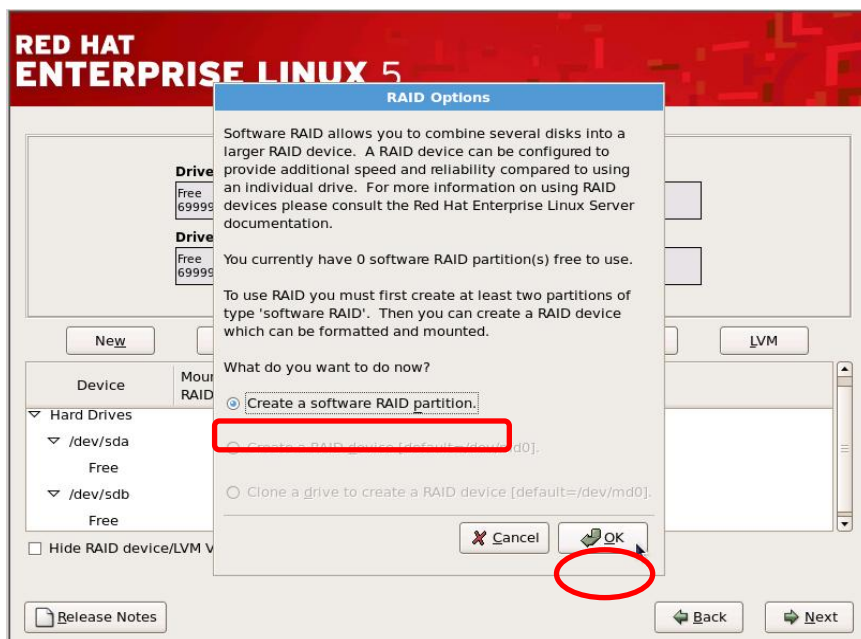 RED HAT
ENTERPRISE LINUX 5
RAID Options
Software RAID allows you to combine several disks into a
larger RAID device. A RAID device can be configured to
provide additional speed and reliability compared to using
an individual drive. For more information on using RAID
devices please consult the Red Hat Enterprise Linux Server
documentation.
You currently have 0 software RAID partition(s) free to use.
To use RAID you must first create at least two partitions of
type 'software RAID'. Then you can create a RAID device
which can be formatted and mounted.
What do you want to do now?
Create a software RAID partition.
Create a RAID device [default=/dev/md0].
Clone a drive to create a RAID device [default=/dev/md0].
Cancel
OK
Drive
Free
69999
Drive
Free
69999
New
LVM
Device
RAID
Hard Drives
/dev/sda
Free
/dev/sdb
Free
Hide RAID device/LVM V
Release Notes
Back
Next